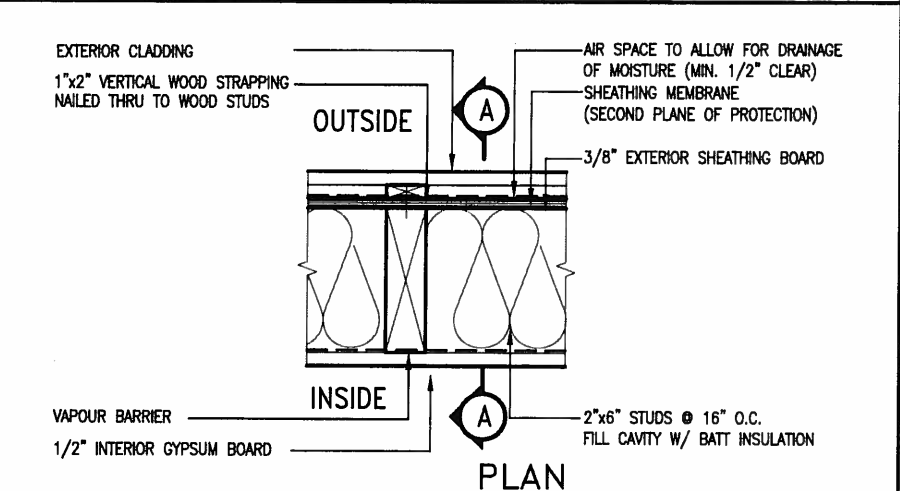 EXTERIOR CLADDING
1"x2" VERTICAL WOOD STRAPPING
NAILED THRU TO WOOD STUDS
OUTSIDE
A
AIR SPACE TO ALLOW FOR DRAINAGE
OF MOISTURE (MIN. 1/2" CLEAR)
SHEATHING MEMBRANE
(SECOND PLANE OF PROTECTION)
3/8" EXTERIOR SHEATHING BOARD
INSIDE
A
VAPOUR BARRIER
1/2" INTERIOR GYPSUM BOARD
2"x6" STUDS @ 16" O.C.
FILL CAVITY W/ BATT INSULATION
PLAN